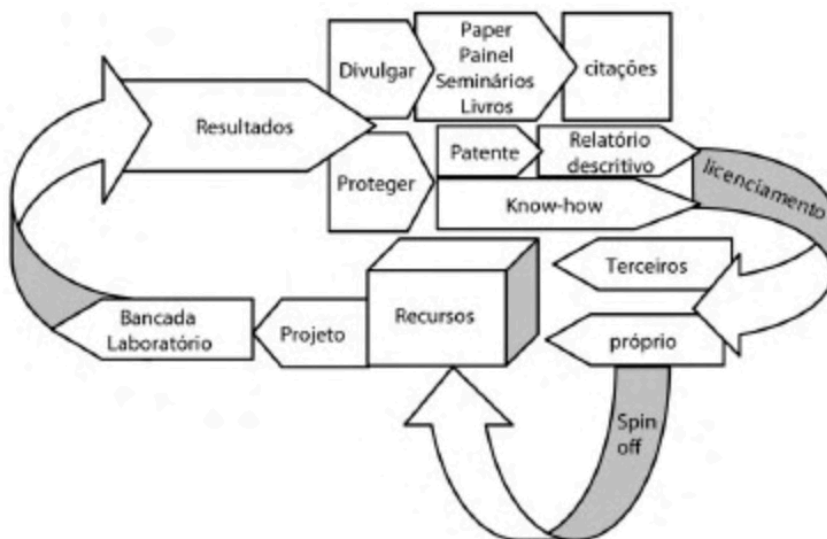 Divulgar
Paper
Painel
Seminários
Livros
citações
Resultados
Proteger
Patente
Relatório
descritivo
Know-how
licenciamento
Terceiros
próprio
Spin
off
Recursos
Projeto
Bancada
Laboratório